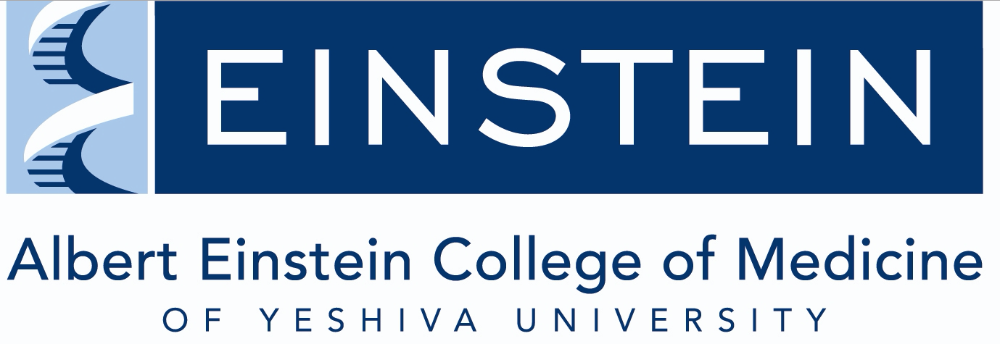 EINSTEIN
Albert Einstein College of Medicine
OF YESHIVA UNIVERSITY